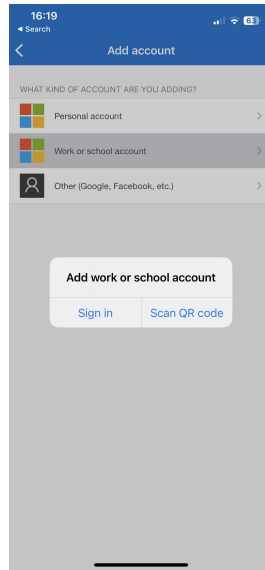 16:19
◄ Search
63
Add account
WHAT KIND OF ACCOUNT ARE YOU ADDING?
Personal account
Work or school account
Other (Google, Facebook, etc.)
Add work or school account
Sign in
Scan QR code